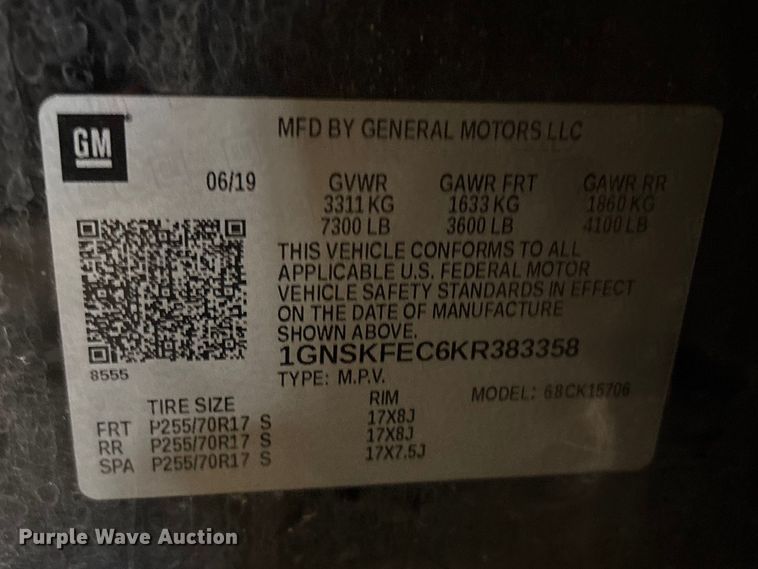 GM
MFD BY GENERAL MOTORS LLC
06/19 GVWR GAWR FRT GAWR RR
3311 KG 1633 KG 1860 KG
7300 LB 3600 LB 4100 LB
THIS VEHICLE CONFORMS TO ALL
APPLICABLE U.S. FEDERAL MOTOR
VEHICLE SAFETY STANDARDS IN EFFECT
ON THE DATE OF MANUFACTURE
SHOWN ABOVE.
1GNSKFEC6KR383358
8555
TYPE: M.P.V. MODEL: 68CK15706
TIRE SIZE RIM
FRT P255/70R17 S 17X8J
RR P255/70R17 S 17X8J
SPA P255/70R17 S 17X7.5J
Purple Wave Auction